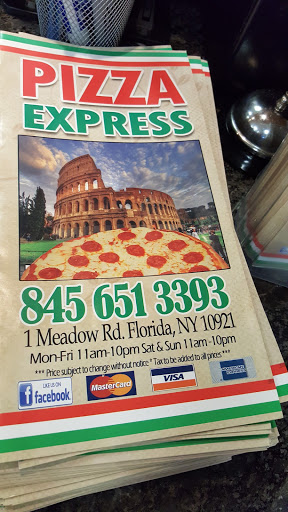 PIZZA
EXPRESS
845 651 3393
1 Meadow Rd. Florida, NY 10921
Mon-Fri 11am-10pm Sat & Sun 11am-10pm
*** Price subject to change without notice * Tax to be added to all prices ***
LIKE US ON
facebook
MasterCard
VISA
AMERICAN EXPRESS